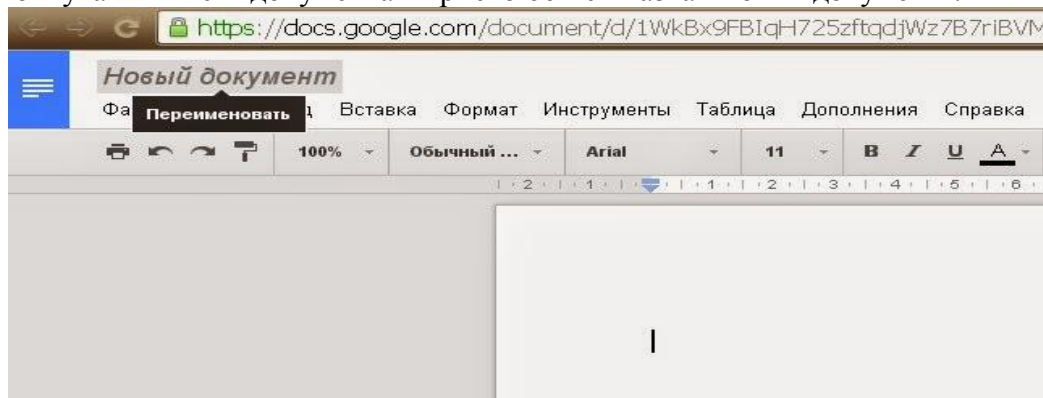 https://docs.google.com/document/d/1WkBx9FBIqH725zftqdjWz7B7riBVM
Новый документ
Переименовать
Вставка Формат Инструменты Таблица Дополнения Справка
100% Обычный ... Arial 11 B I U A
2 1 1 2 3 4 5 6